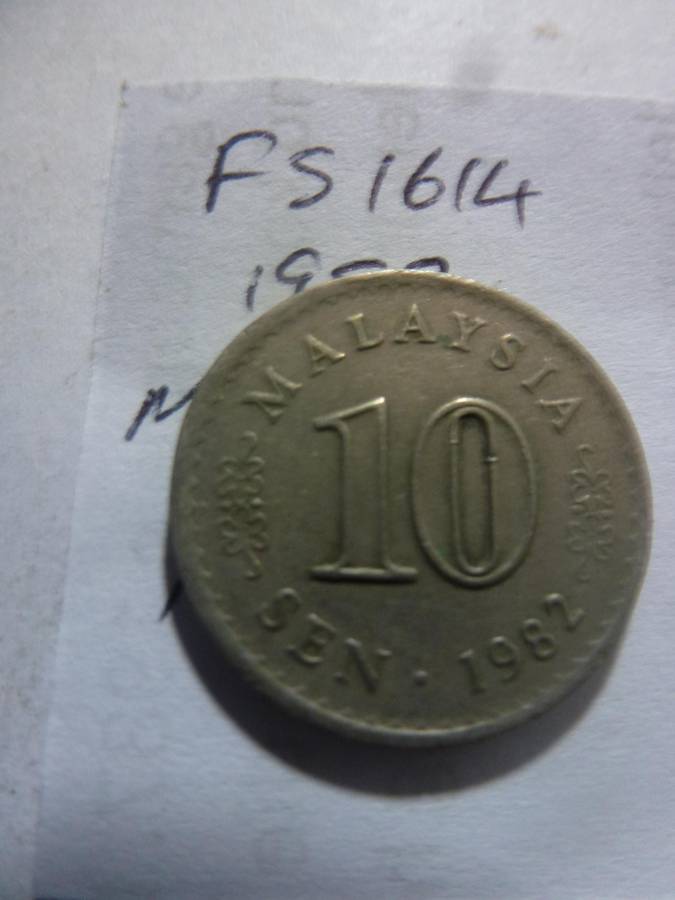 FS1614
MALAYSIA
10
SEN · 1982